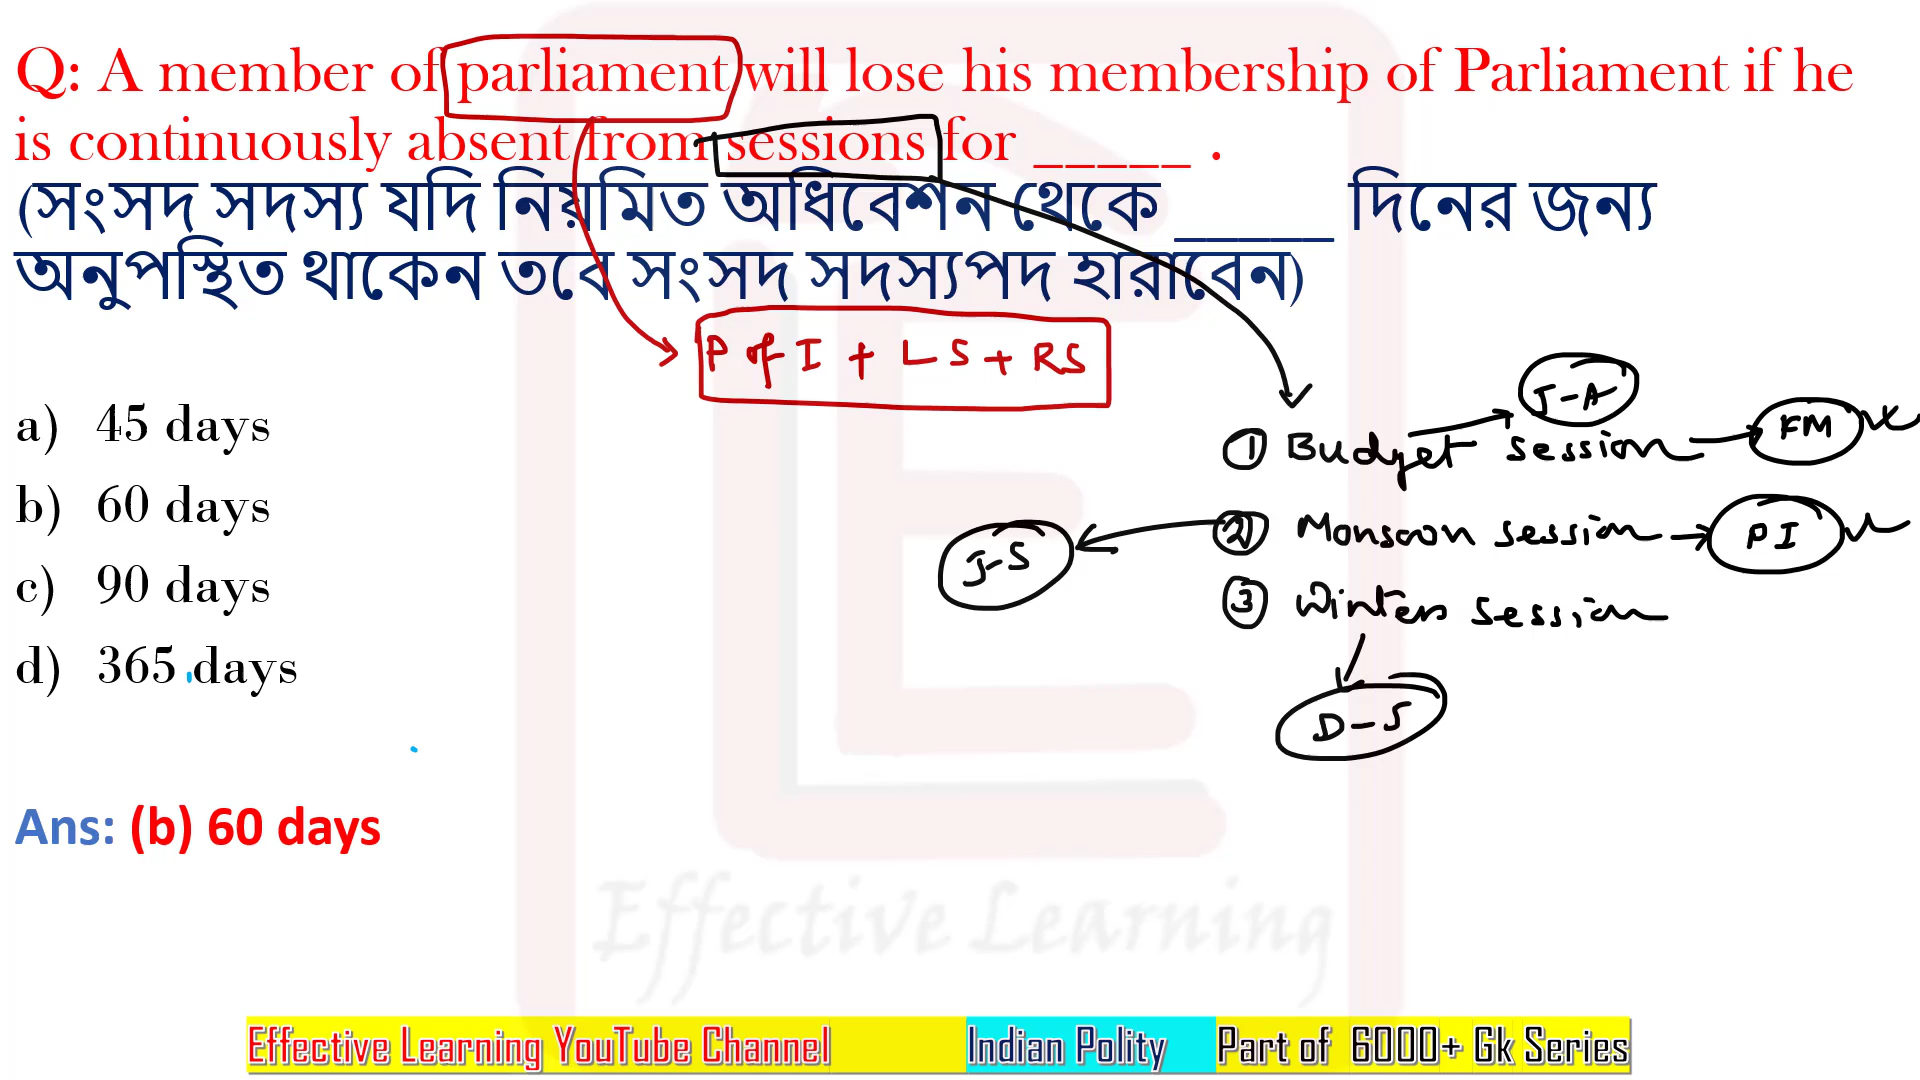 Q: A member of parliament will lose his membership of Parliament if he
is continuously absent from sessions for _____ .
(সংসদ সদস্য যদি নিয়মিত অধিবেশন থেকে _____ দিনের জন্য
অনুপস্থিত থাকেন তবে সংসদ সদস্যপদ হারাবেন)
P of I + LS + RS
a) 45 days
b) 60 days
c) 90 days
d) 365 days
J-A
① Budget session
FM
② Monsoon session
PI
J-S
③ Winter session
D-J
Ans: (b) 60 days
Effective Learning
Effective Learning YouTube Channel
Indian Polity
Part of 6000+ Gk Series